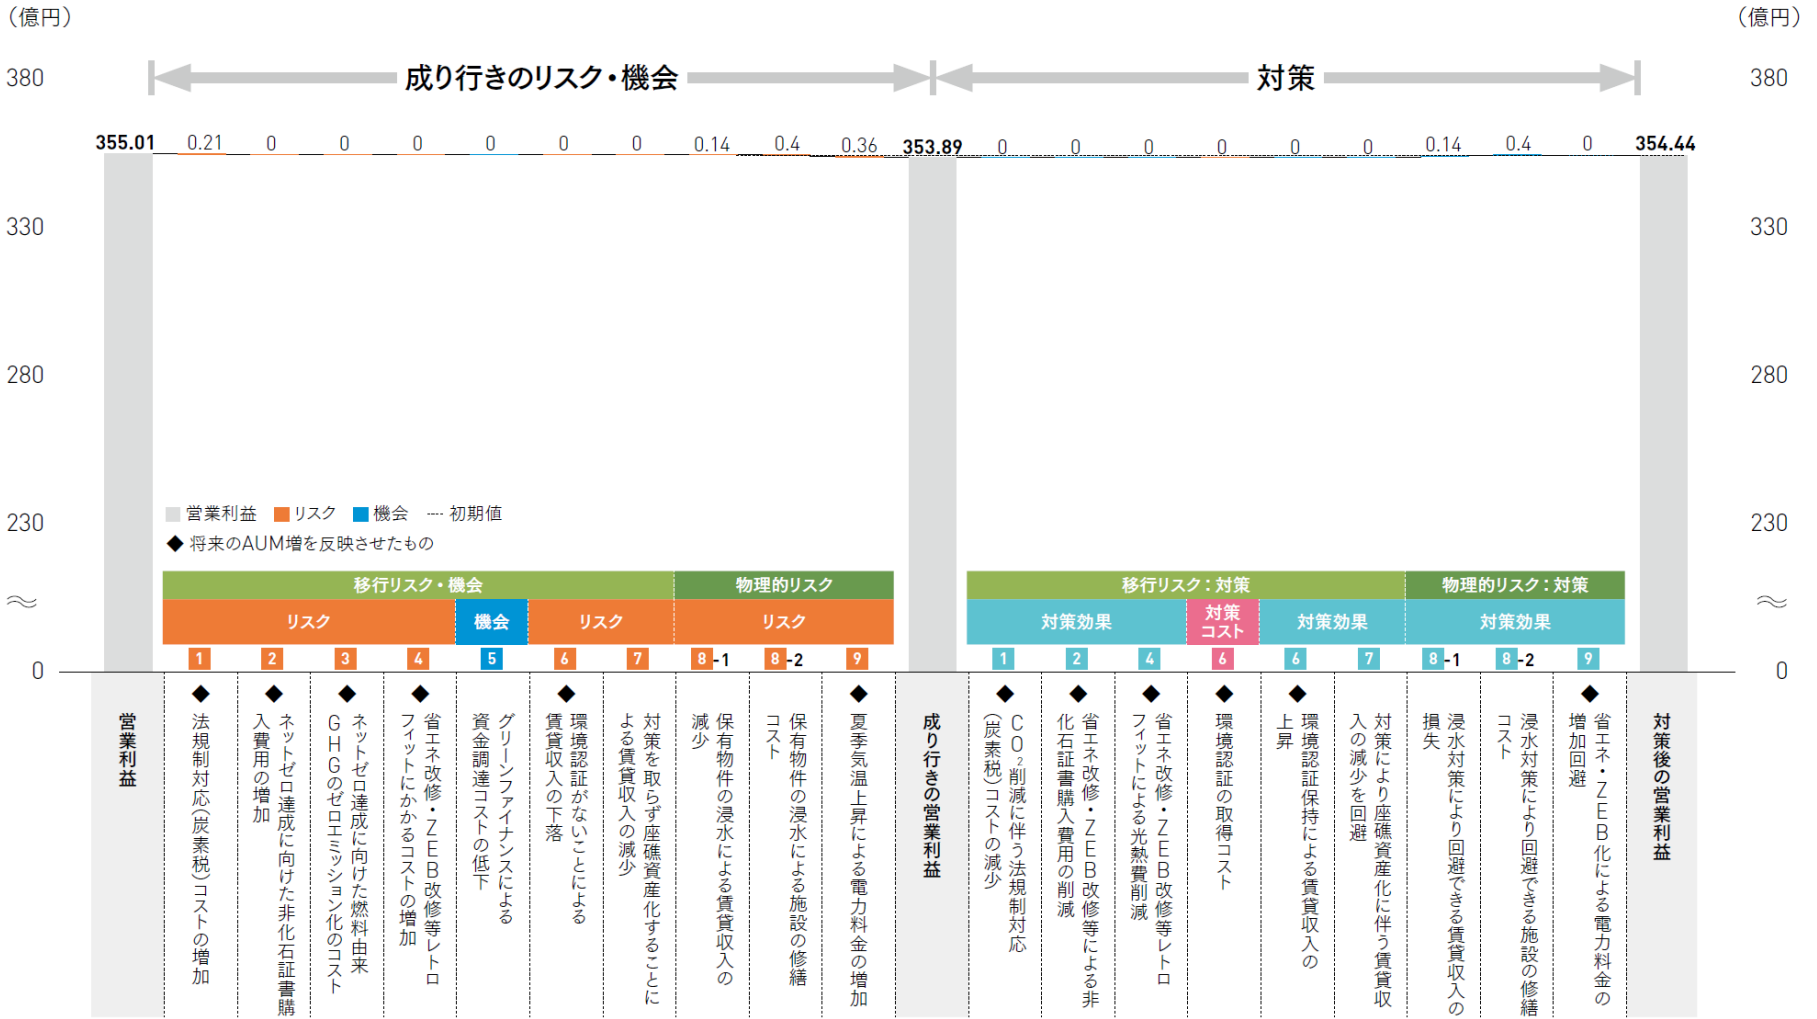 （億円）
（億円）
380
成り行きのリスク・機会
対策
380
355.01
0.21
0
0
0
0
0
0
0.14
0.4
0.36
353.89
0
0
0
0
0
0
0.14
0.4
0
354.44
330
330
280
280
230
230
営業利益
リスク
機会
初期値
◆ 将来のAUM増を反映させたもの
移行リスク・機会
物理的リスク
移行リスク：対策
物理的リスク：対策
リスク
機会
リスク
リスク
対策効果
対策
コスト
対策効果
対策効果
1
2
3
4
5
6
7
8-1
8-2
9
1
2
4
6
6
7
8-1
8-2
9
0
0
営業利益
法規制対応（炭素税）コストの増加
ネットゼロ達成に向けた非化石証書購
入費用の増加
ネットゼロ達成に向けた燃料由来
GHGのゼロエミッション化のコスト
省エネ改修・ZEB改修等レトロ
フィットにかかるコストの増加
グリーンファイナンスによる
資金調達コストの低下
環境認証がないことによる
賃貸収入の下落
対策を取らず座礁資産化することに
よる賃貸収入の減少
保有物件の浸水による賃貸収入の
減少
保有物件の浸水による施設の修繕
コスト
夏季気温上昇による電力料金の増加
成り行きの営業利益
CO₂削減に伴う法規制対応
（炭素税）コストの減少
省エネ改修・ZEB改修等による非
化石証書購入費用の削減
省エネ改修・ZEB改修等レトロ
フィットによる光熱費削減
環境認証の取得コスト
環境認証保持による賃貸収入の
上昇
対策により座礁資産化に伴う賃貸収
入の減少を回避
浸水対策により回避できる賃貸収入の
損失
浸水対策により回避できる施設の修繕
コスト
省エネ・ZEB化による電力料金の
増加回避
対策後の営業利益